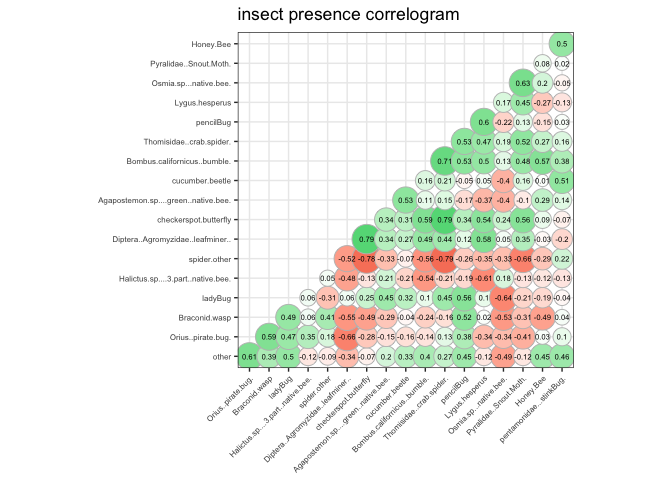 insect presence correlogram
Honey.Bee 0.5
Pyralidae..Snout.Moth. 0.08 0.02
Osmia.sp...native.bee. 0.63 0.2 -0.05
Lygus.hesperus 0.17 0.45 -0.27 -0.13
pencilBug 0.6 -0.22 0.13 -0.15 0.03
Thomisidae..crab.spider. 0.53 0.47 0.19 0.52 0.27 0.16
Bombus.californicus..bumble. 0.71 0.53 0.5 0.13 0.48 0.57 0.38
cucumber.beetle 0.16 0.21 -0.05 0.05 -0.4 0.16 0.01 0.51
Agapostemon.sp....green..native.bee. 0.53 0.11 0.15 -0.17 -0.37 -0.4 -0.1 0.29 0.14
checkerspot.butterfly 0.34 0.31 0.59 0.79 0.34 0.54 0.24 0.56 0.09 -0.07
Diptera..Agromyzidae..leafminer.. 0.79 0.34 0.27 0.49 0.44 0.12 0.58 0.05 0.35 -0.03 -0.2
spider.other -0.52 -0.78 -0.33 -0.07 -0.56 -0.79 -0.26 -0.35 -0.33 -0.66 -0.29 0.22
Halictus.sp....3.part..native.bee. 0.05 -0.48 -0.13 0.21 -0.21 -0.54 -0.21 -0.19 -0.61 0.18 -0.13 -0.12 -0.13
ladyBug 0.06 -0.31 0.06 0.25 0.45 0.32 0.1 0.45 0.56 0.1 -0.64 -0.21 -0.19 -0.04
Braconid.wasp 0.49 0.06 0.41 -0.55 -0.49 -0.29 -0.04 -0.24 -0.16 0.52 0.02 -0.53 -0.31 -0.49 0.04
Orius..pirate.bug. 0.59 0.47 0.35 0.18 -0.66 -0.28 -0.15 -0.16 -0.14 -0.13 0.38 -0.34 -0.34 -0.41 0.03 0.1
other 0.61 0.39 0.5 -0.12 -0.09 -0.34 -0.07 0.2 0.33 0.4 0.27 0.45 -0.12 -0.49 -0.12 0.45 0.46
Orius..pirate.bug.
Braconid.wasp
ladyBug
Halictus.sp....3.part..native.bee.
spider.other
Diptera..Agromyzidae..leafminer..
checkerspot.butterfly
Agapostemon.sp....green..native.bee.
cucumber.beetle
Bombus.californicus..bumble.
Thomisidae..crab.spider.
pencilBug
Lygus.hesperus
Osmia.sp...native.bee.
Pyralidae..Snout.Moth.
Honey.Bee
pentamonidae...stinkBug.